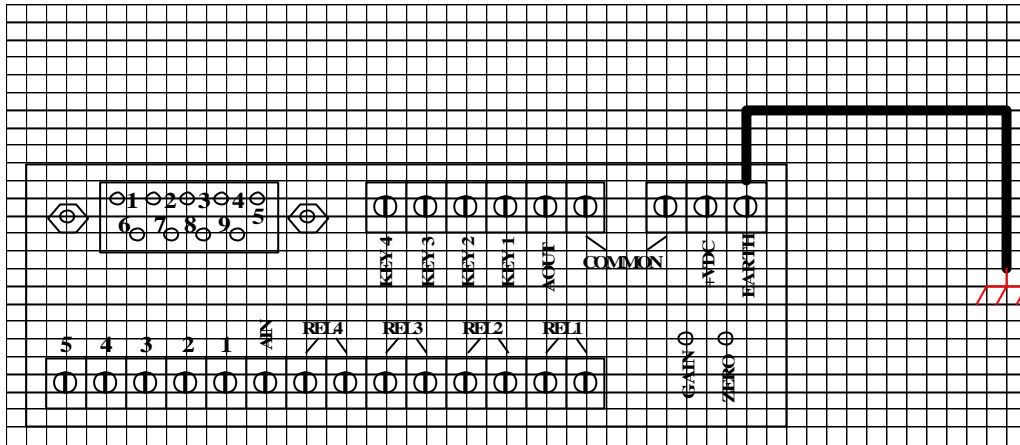 1 2 3 4 5
6 7 8 9
KEY 4 KEY 3 KEY 2 KEY 1 AOUT COMMON +VDC EARTH
5 4 3 2 1 AIN REL4 REL3 REL2 REL1
GAIN ZERO